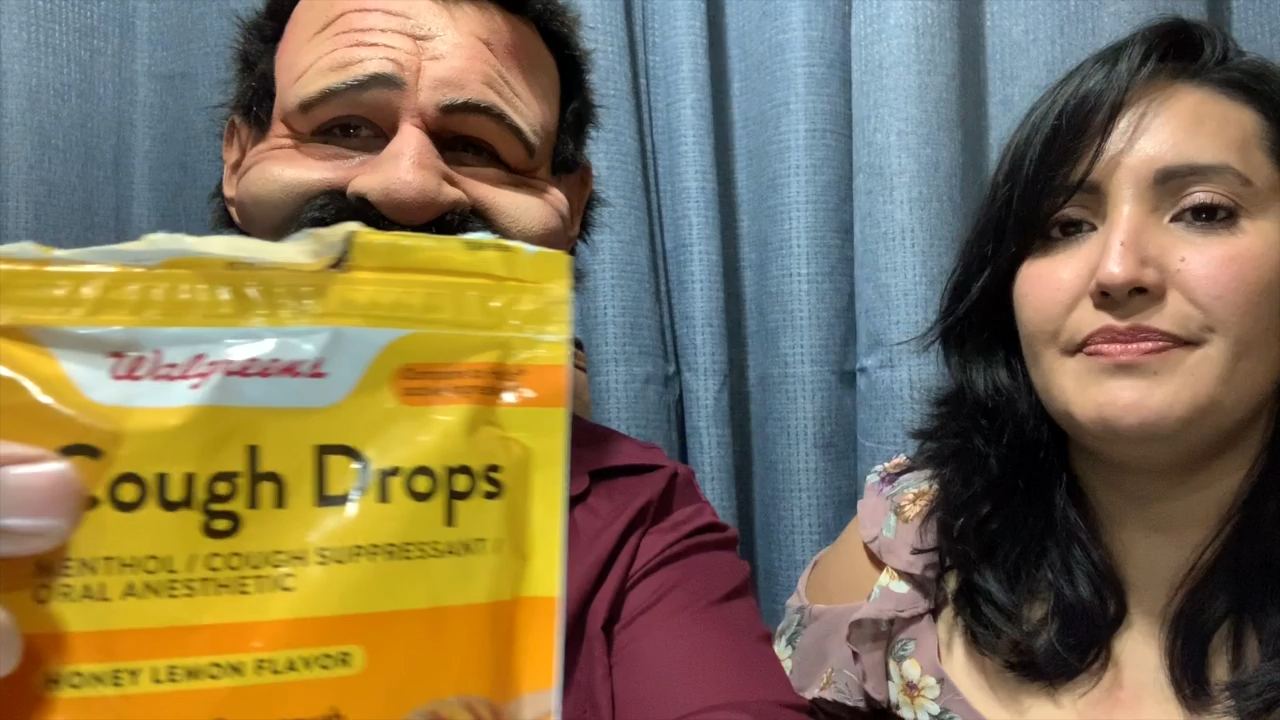 Walgreens
Cough Drops
MENTHOL / COUGH SUPPRESSANT /
ORAL ANESTHETIC
HONEY LEMON FLAVOR